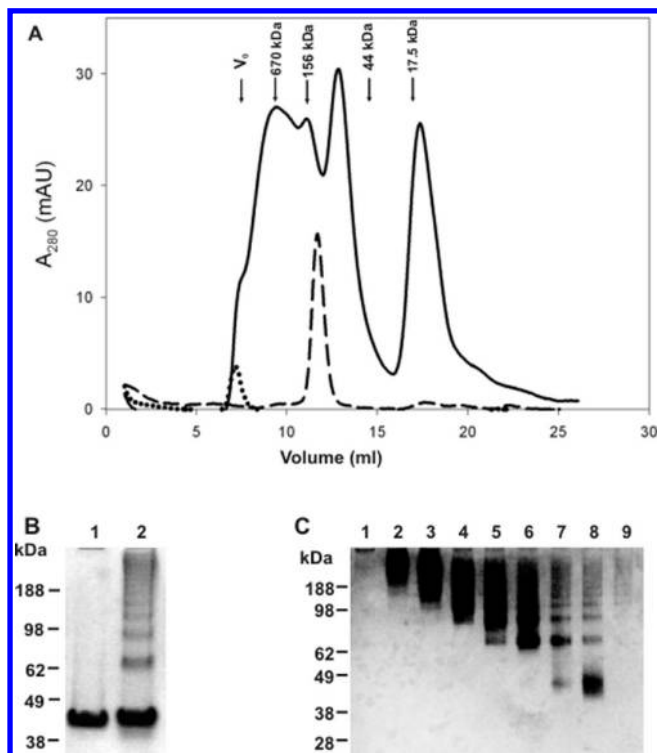 A
V₀
670 kDa
156 kDa
44 kDa
17.5 kDa
30
20
10
0
A₂₈₀ (mAU)
0 5 10 15 20 25 30
Volume (ml)
B 1 2
kDa
188
98
62
49
38
C 1 2 3 4 5 6 7 8 9
kDa
188
98
62
49
38
28